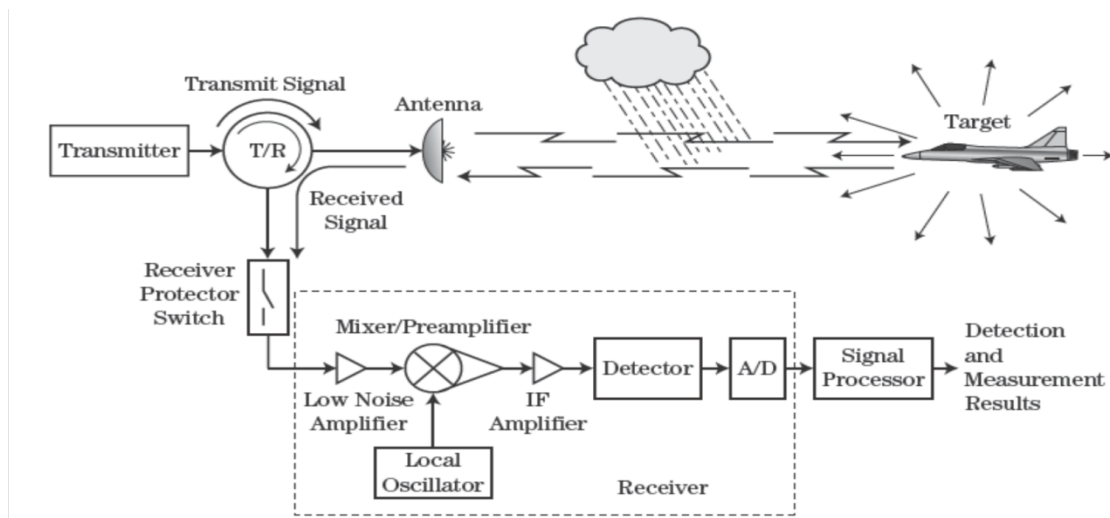 Transmit Signal
Antenna
Target
Transmitter
T/R
Received
Signal
Receiver
Protector
Switch
Mixer/Preamplifier
Detection
and
Measurement
Results
Detector
A/D
Signal
Processor
Low Noise
Amplifier
IF
Amplifier
Local
Oscillator
Receiver